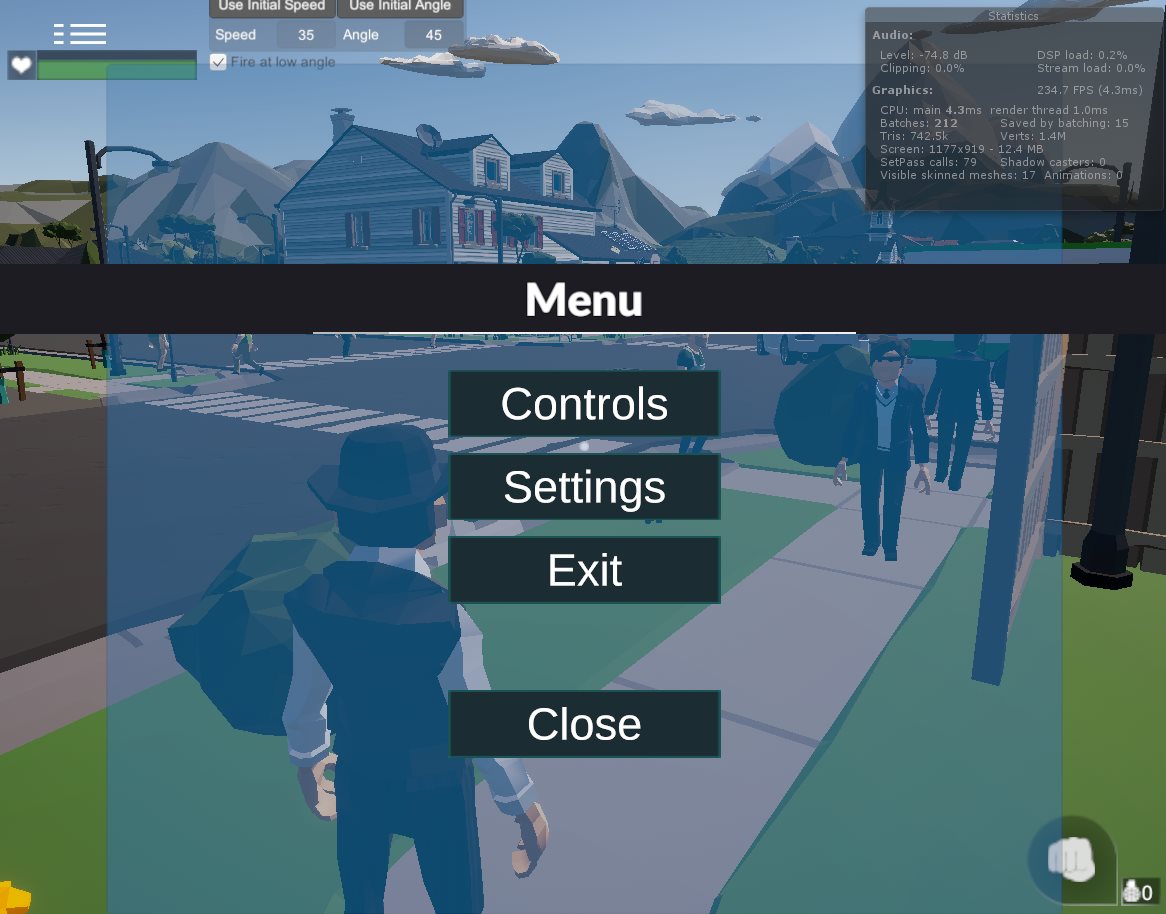 Use Initial Speed Use Initial Angle
Speed 35 Angle 45
Fire at low angle
Statistics
Audio:
Level: -74.8 dB DSP load: 0.2%
Clipping: 0.0% Stream load: 0.0%
Graphics: 234.7 FPS (4.3ms)
CPU: main 4.3ms render thread 1.0ms
Batches: 212 Saved by batching: 15
Tris: 742.5k Verts: 1.4M
Screen: 1177x919 - 12.4 MB
SetPass calls: 79 Shadow casters: 0
Visible skinned meshes: 17 Animations: 0
Menu
Controls
Settings
Exit
Close
0